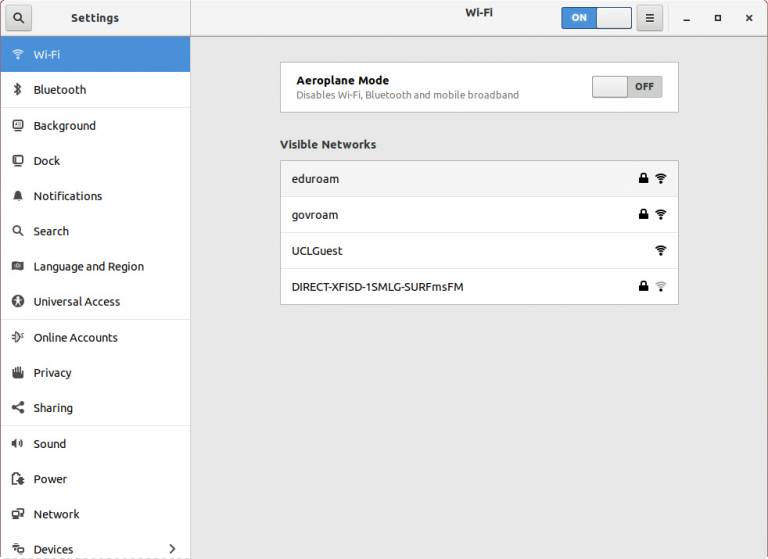 Settings
Wi-Fi
ON
Wi-Fi
Bluetooth
Background
Dock
Notifications
Search
Language and Region
Universal Access
Online Accounts
Privacy
Sharing
Sound
Power
Network
Devices
Aeroplane Mode
Disables Wi-Fi, Bluetooth and mobile broadband
OFF
Visible Networks
eduroam
govroam
UCLGuest
DIRECT-XFISD-1SMLG-SURFmsFM